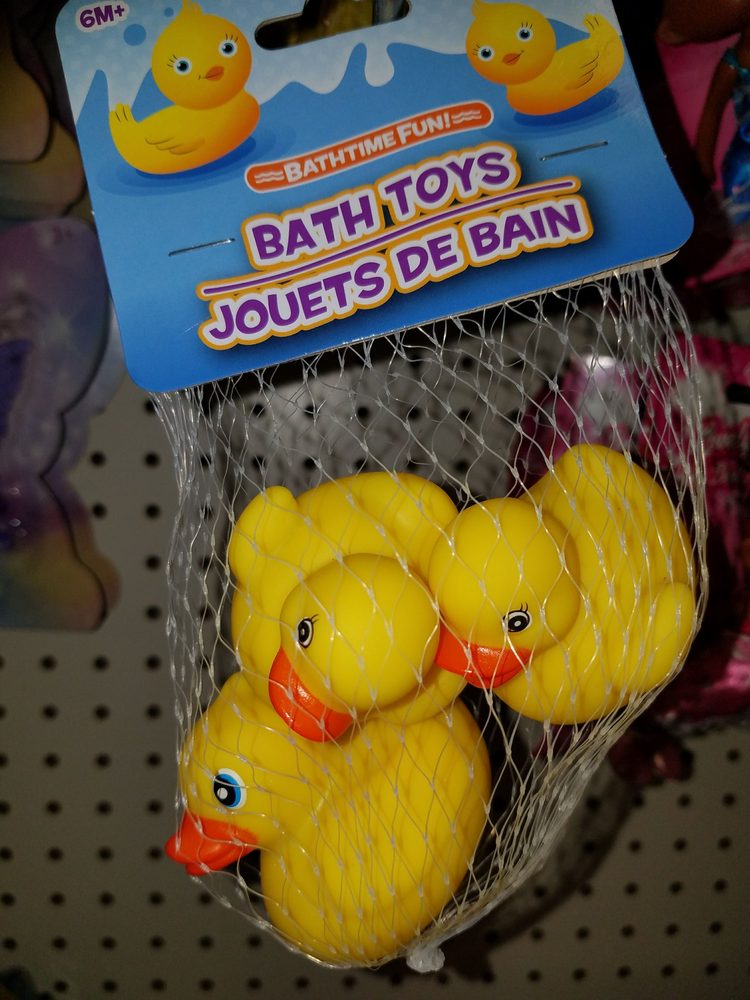 6M+
BATHTIME FUN!
BATH TOYS
JOUETS DE BAIN